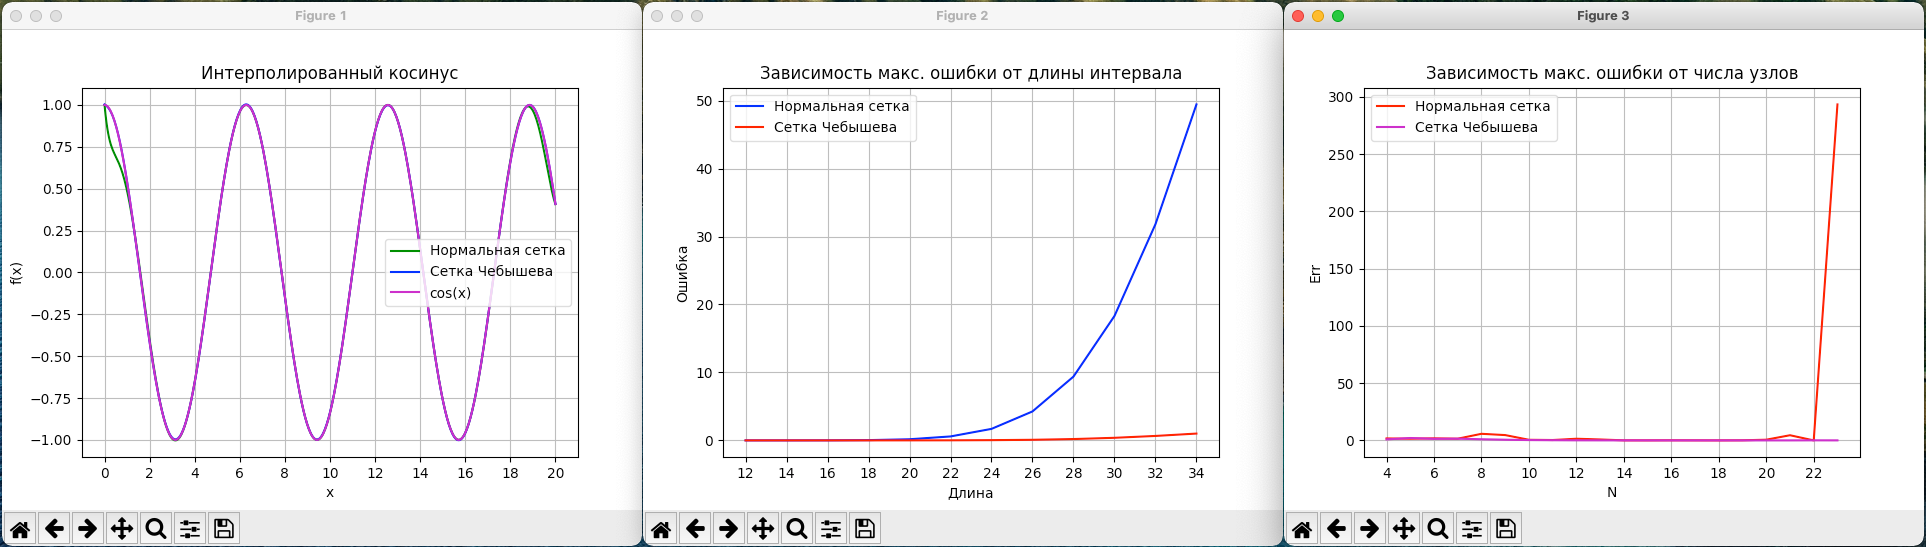 Figure 1
Интерполированный косинус
1.00
0.75
0.50
0.25
0.00
−0.25
−0.50
−0.75
−1.00
f(x)
Нормальная сетка
Сетка Чебышева
cos(x)
0 2 4 6 8 10 12 14 16 18 20
x
Figure 2
Зависимость макс. ошибки от длины интервала
50
40
30
20
10
0
Ошибка
Нормальная сетка
Сетка Чебышева
12 14 16 18 20 22 24 26 28 30 32 34
Длина
Figure 3
Зависимость макс. ошибки от числа узлов
300
250
200
150
100
50
0
Err
Нормальная сетка
Сетка Чебышева
4 6 8 10 12 14 16 18 20 22
N